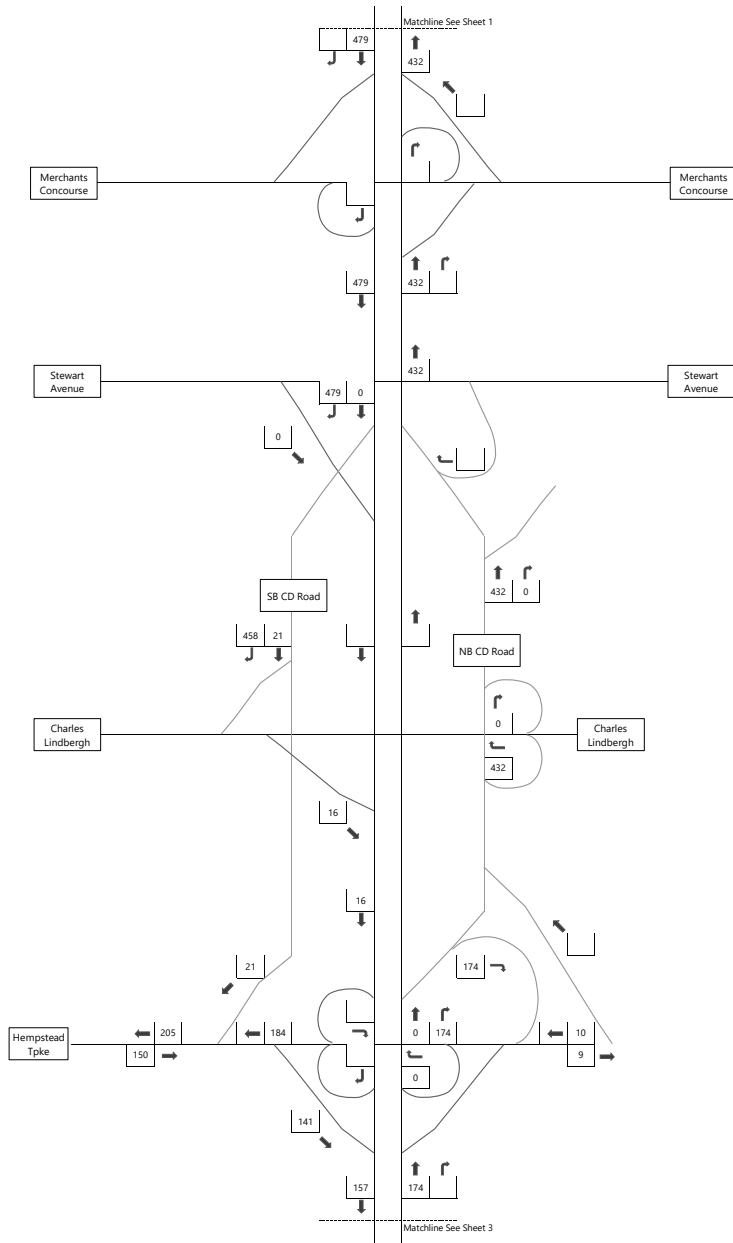 Matchline See Sheet 1
479
432
Merchants
Concourse
Merchants
Concourse
479
432
432
Stewart
Avenue
Stewart
Avenue
479 0
0
SB CD Road
432 0
458 21
NB CD Road
0
Charles
Lindbergh
Charles
Lindbergh
432
16
16
21
174
205
184
0 174
10
Hempstead
Tpke
150
9
0
141
157
174
Matchline See Sheet 3